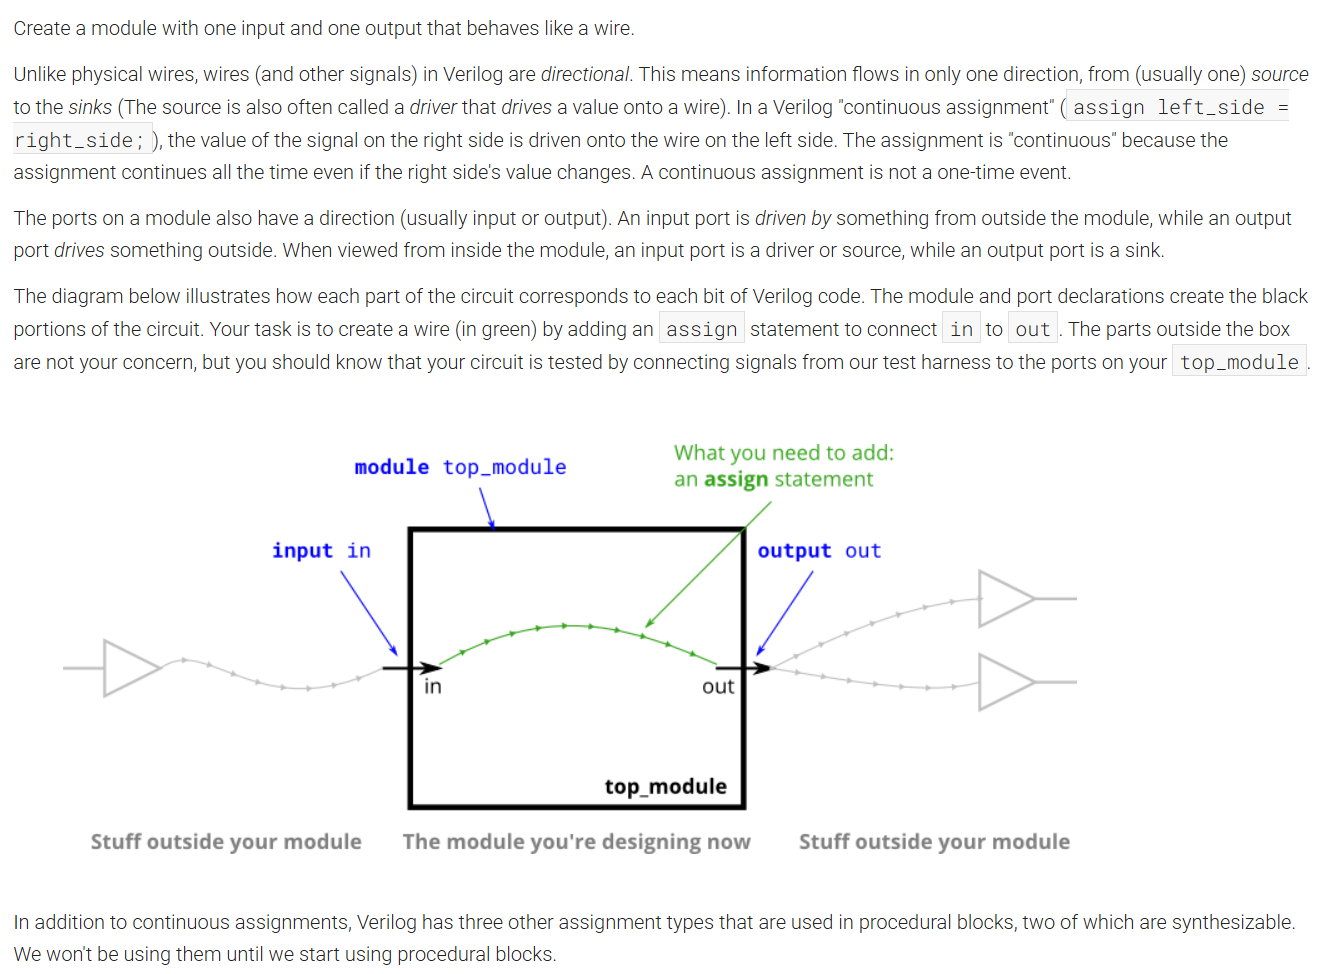 Create a module with one input and one output that behaves like a wire.
Unlike physical wires, wires (and other signals) in Verilog are directional. This means information flows in only one direction, from (usually one) source
to the sinks (The source is also often called a driver that drives a value onto a wire). In a Verilog "continuous assignment" ( assign left_side =
right_side; ), the value of the signal on the right side is driven onto the wire on the left side. The assignment is "continuous" because the
assignment continues all the time even if the right side's value changes. A continuous assignment is not a one-time event.
The ports on a module also have a direction (usually input or output). An input port is driven by something from outside the module, while an output
port drives something outside. When viewed from inside the module, an input port is a driver or source, while an output port is a sink.
The diagram below illustrates how each part of the circuit corresponds to each bit of Verilog code. The module and port declarations create the black
portions of the circuit. Your task is to create a wire (in green) by adding an assign statement to connect in to out . The parts outside the box
are not your concern, but you should know that your circuit is tested by connecting signals from our test harness to the ports on your top_module .
What you need to add:
module top_module
an assign statement
input in
output out
in
out
top_module
Stuff outside your module
The module you're designing now
Stuff outside your module
In addition to continuous assignments, Verilog has three other assignment types that are used in procedural blocks, two of which are synthesizable.
We won't be using them until we start using procedural blocks.